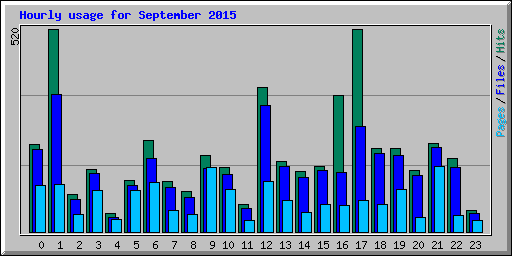 Hourly usage for September 2015
520
Pages / Files / Hits
0 1 2 3 4 5 6 7 8 9 10 11 12 13 14 15 16 17 18 19 20 21 22 23